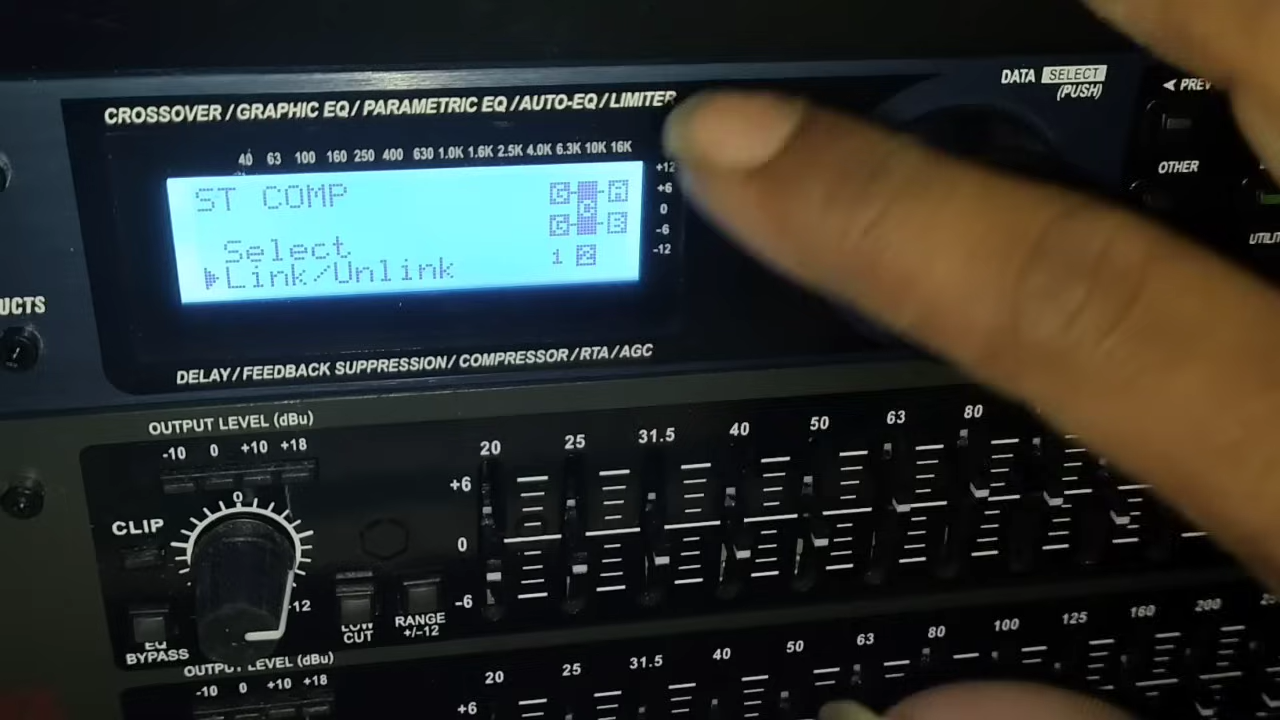 DATA SELECT
(PUSH)
PREV
OTHER
CROSSOVER / GRAPHIC EQ / PARAMETRIC EQ / AUTO-EQ / LIMITER
40 63 100 160 250 400 630 1.0K 1.6K 2.5K 4.0K 6.3K 10K 16K
+12
+6
0
-6
-12
ST COMP
Select
Link/Unlink
1 2
UCTS
DELAY / FEEDBACK SUPPRESSION / COMPRESSOR / RTA / AGC
OUTPUT LEVEL (dBu)
-10 0 +10 +18
0
CLIP
-12
EQ
BYPASS
LOW
CUT
RANGE
+/-12
20 25 31.5 40 50 63 80
+6
0
-6
OUTPUT LEVEL (dBu)
-10 0 +10 +18
20 25 31.5 40 50 63 80 100 125 160 200
+6